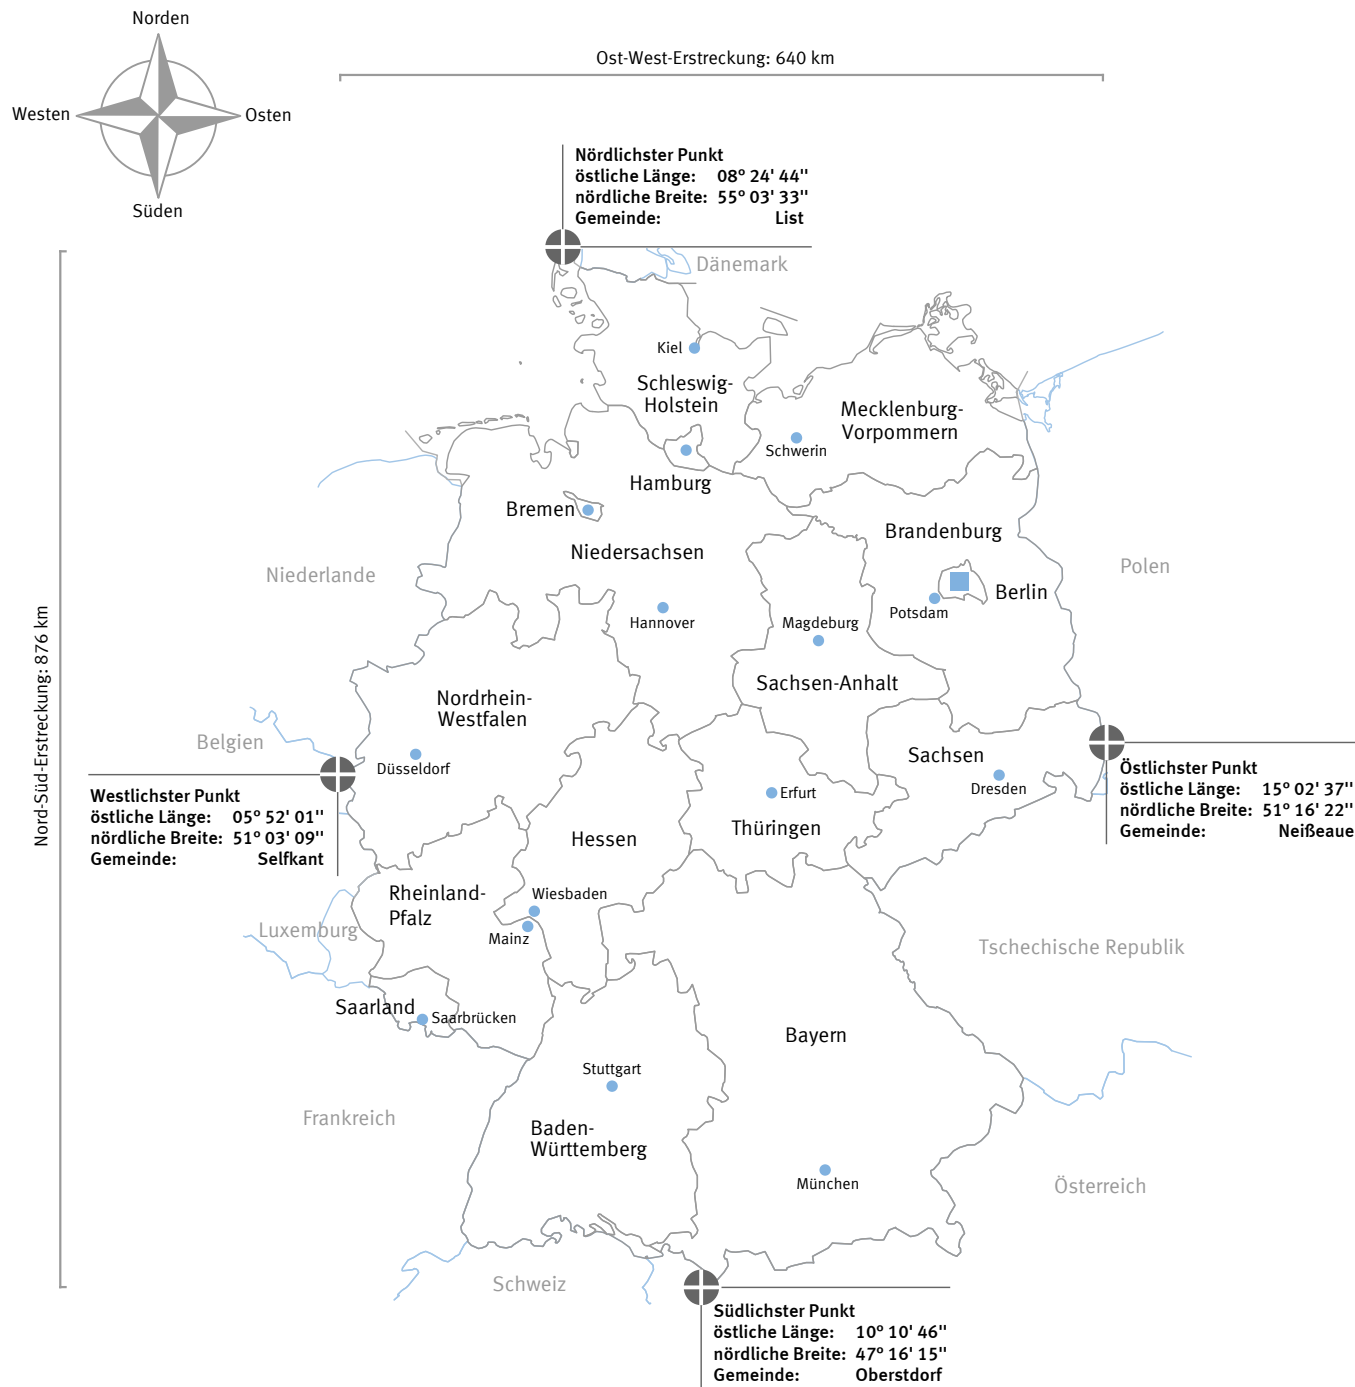 Norden
Ost-West-Erstreckung: 640 km
Westen
Osten
Süden
Nördlichster Punkt
östliche Länge: 08° 24' 44"
nördliche Breite: 55° 03' 33"
Gemeinde: List
Dänemark
Kiel
Schleswig-
Holstein
Mecklenburg-
Vorpommern
Schwerin
Hamburg
Bremen
Brandenburg
Niedersachsen
Niederlande
Polen
Berlin
Potsdam
Hannover
Magdeburg
Nord-Süd-Erstreckung: 876 km
Sachsen-Anhalt
Nordrhein-
Westfalen
Belgien
Sachsen
Düsseldorf
Dresden
Erfurt
Westlichster Punkt
östliche Länge: 05° 52' 01"
nördliche Breite: 51° 03' 09"
Gemeinde: Selfkant
Östlichster Punkt
östliche Länge: 15° 02' 37"
nördliche Breite: 51° 16' 22"
Gemeinde: Neißeaue
Thüringen
Hessen
Rheinland-
Pfalz
Wiesbaden
Mainz
Luxemburg
Tschechische Republik
Saarland
Saarbrücken
Bayern
Stuttgart
Frankreich
Baden-
Württemberg
München
Österreich
Schweiz
Südlichster Punkt
östliche Länge: 10° 10' 46"
nördliche Breite: 47° 16' 15"
Gemeinde: Oberstdorf